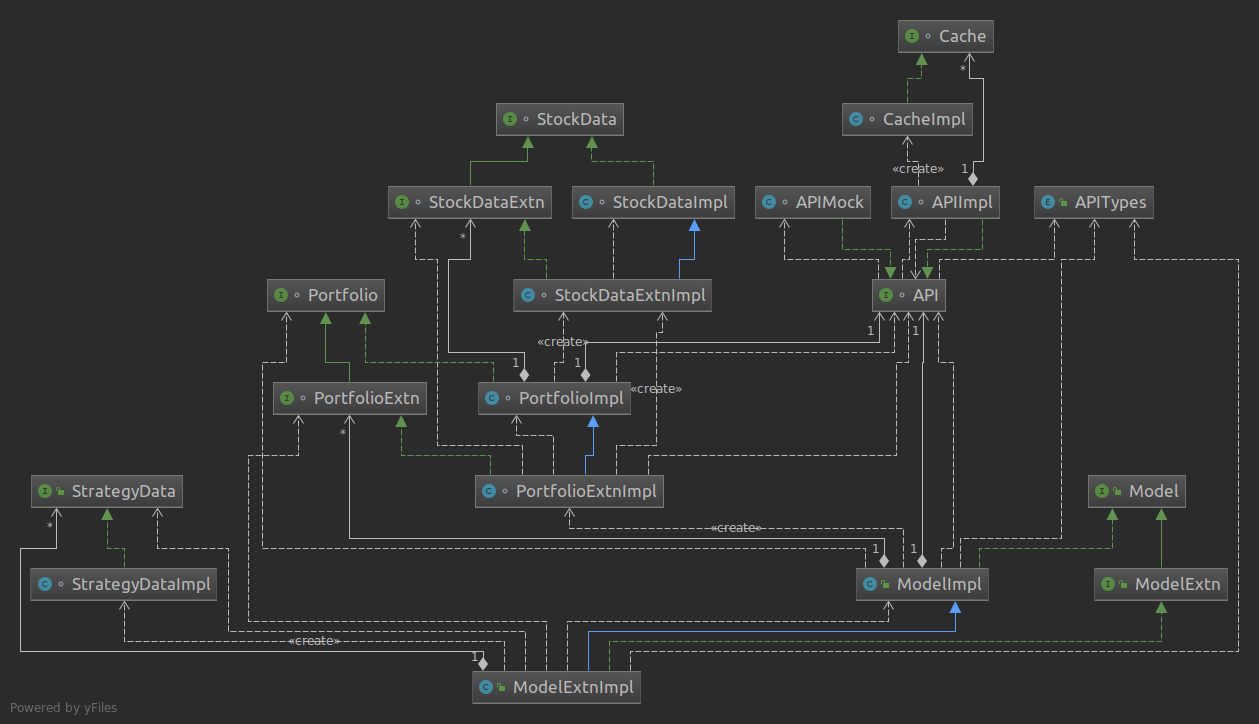 Cache
*
StockData
CacheImpl
«create»
1
StockDataExtn
StockDataImpl
APIMock
APIImpl
APITypes
*
Portfolio
StockDataExtnImpl
API
1
1
«create»
1
1
PortfolioExtn
PortfolioImpl
«create»
*
StrategyData
PortfolioExtnImpl
Model
*
«create»
1
1
StrategyDataImpl
ModelImpl
ModelExtn
«create»
1
ModelExtnImpl
Powered by yFiles